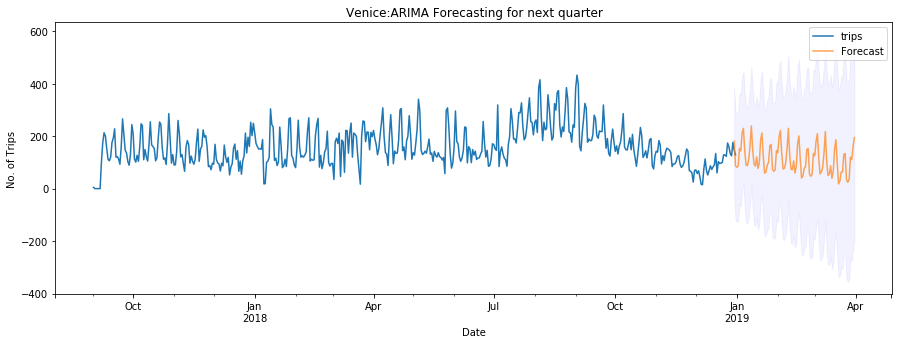 Venice:ARIMA Forecasting for next quarter
trips
Forecast
600
400
200
0
−200
−400
No. of Trips
Oct
Jan
2018
Apr
Jul
Oct
Jan
2019
Apr
Date